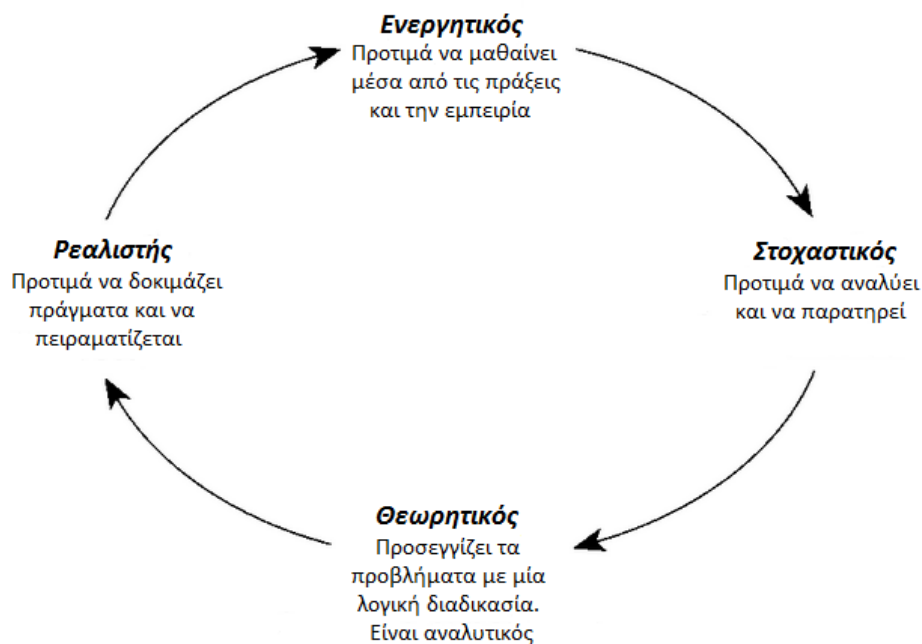 Ενεργητικός
Προτιμά να μαθαίνει
μέσα από τις πράξεις
και την εμπειρία
Ρεαλιστής
Προτιμά να δοκιμάζει
πράγματα και να
πειραματίζεται
Στοχαστικός
Προτιμά να αναλύει
και να παρατηρεί
Θεωρητικός
Προσεγγίζει τα
προβλήματα με μία
λογική διαδικασία.
Είναι αναλυτικός